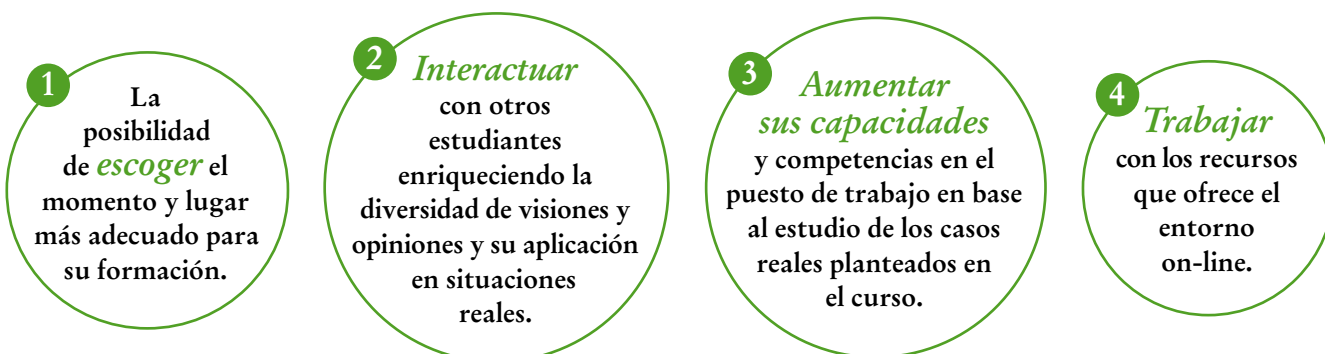 1
La
posibilidad
de escoger el
momento y lugar
más adecuado para
su formación.
2
Interactuar
con otros
estudiantes
enriqueciendo la
diversidad de visiones y
opiniones y su aplicación
en situaciones
reales.
3
Aumentar
sus capacidades
y competencias en el
puesto de trabajo en base
al estudio de los casos
reales planteados en
el curso.
4
Trabajar
con los recursos
que ofrece el
entorno
on-line.